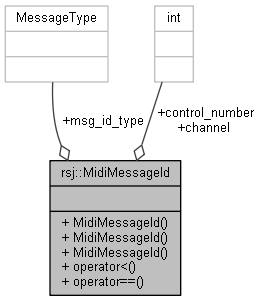 MessageType
int
+msg_id_type
+control_number
+channel
rsj::MidiMessageId
+ MidiMessageId()
+ MidiMessageId()
+ MidiMessageId()
+ operator<()
+ operator==()